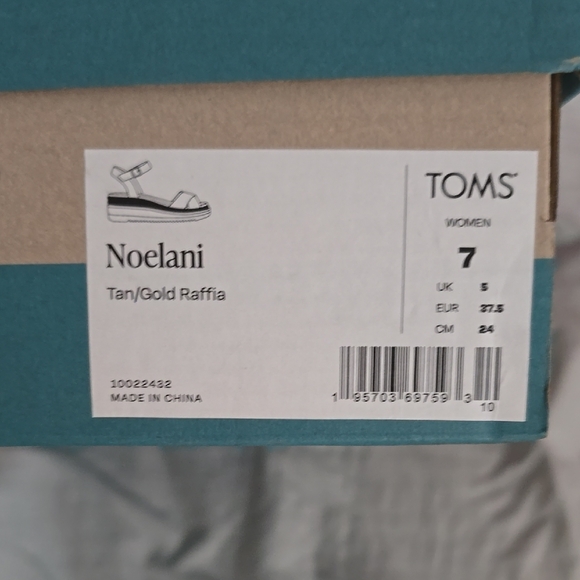 TOMS
WOMEN
7
UK 5
EUR 37.5
CM 24
Noelani
Tan/Gold Raffia
10022432
MADE IN CHINA
1 95703 69759 3
10